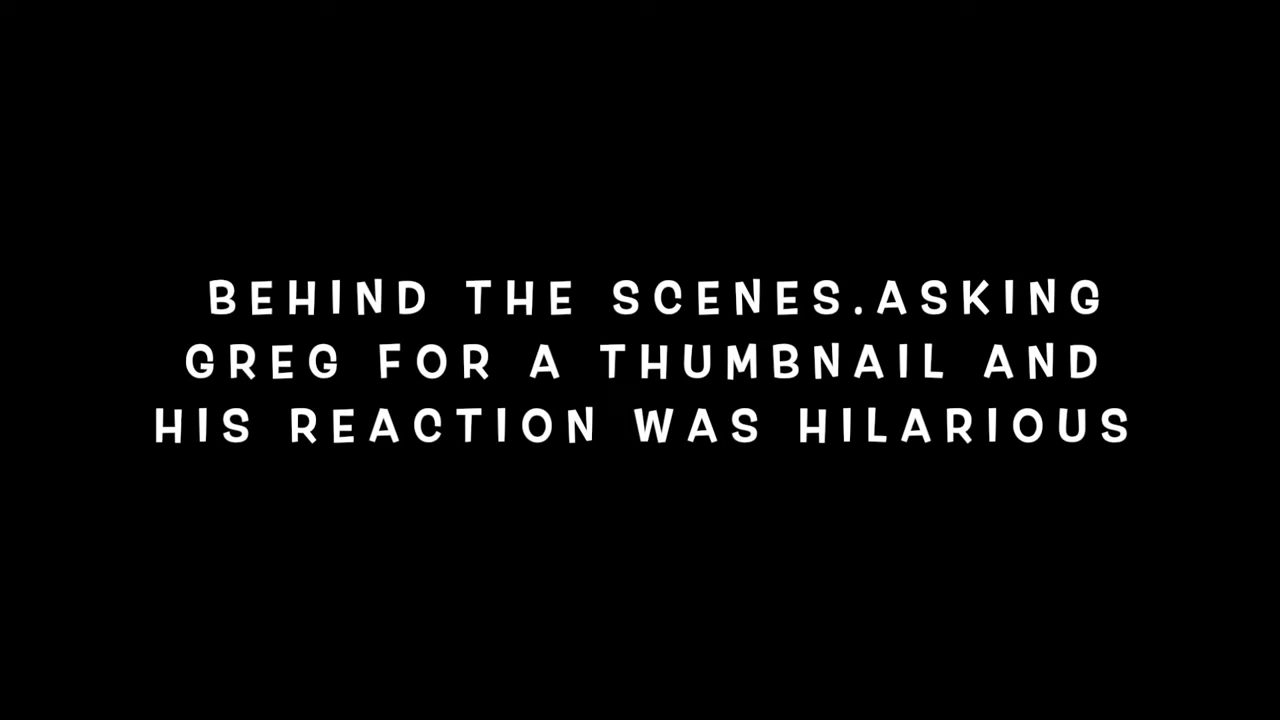 BEHIND THE SCENES.ASKING
GREG FOR A THUMBNAIL AND
HIS REACTION WAS HILARIOUS